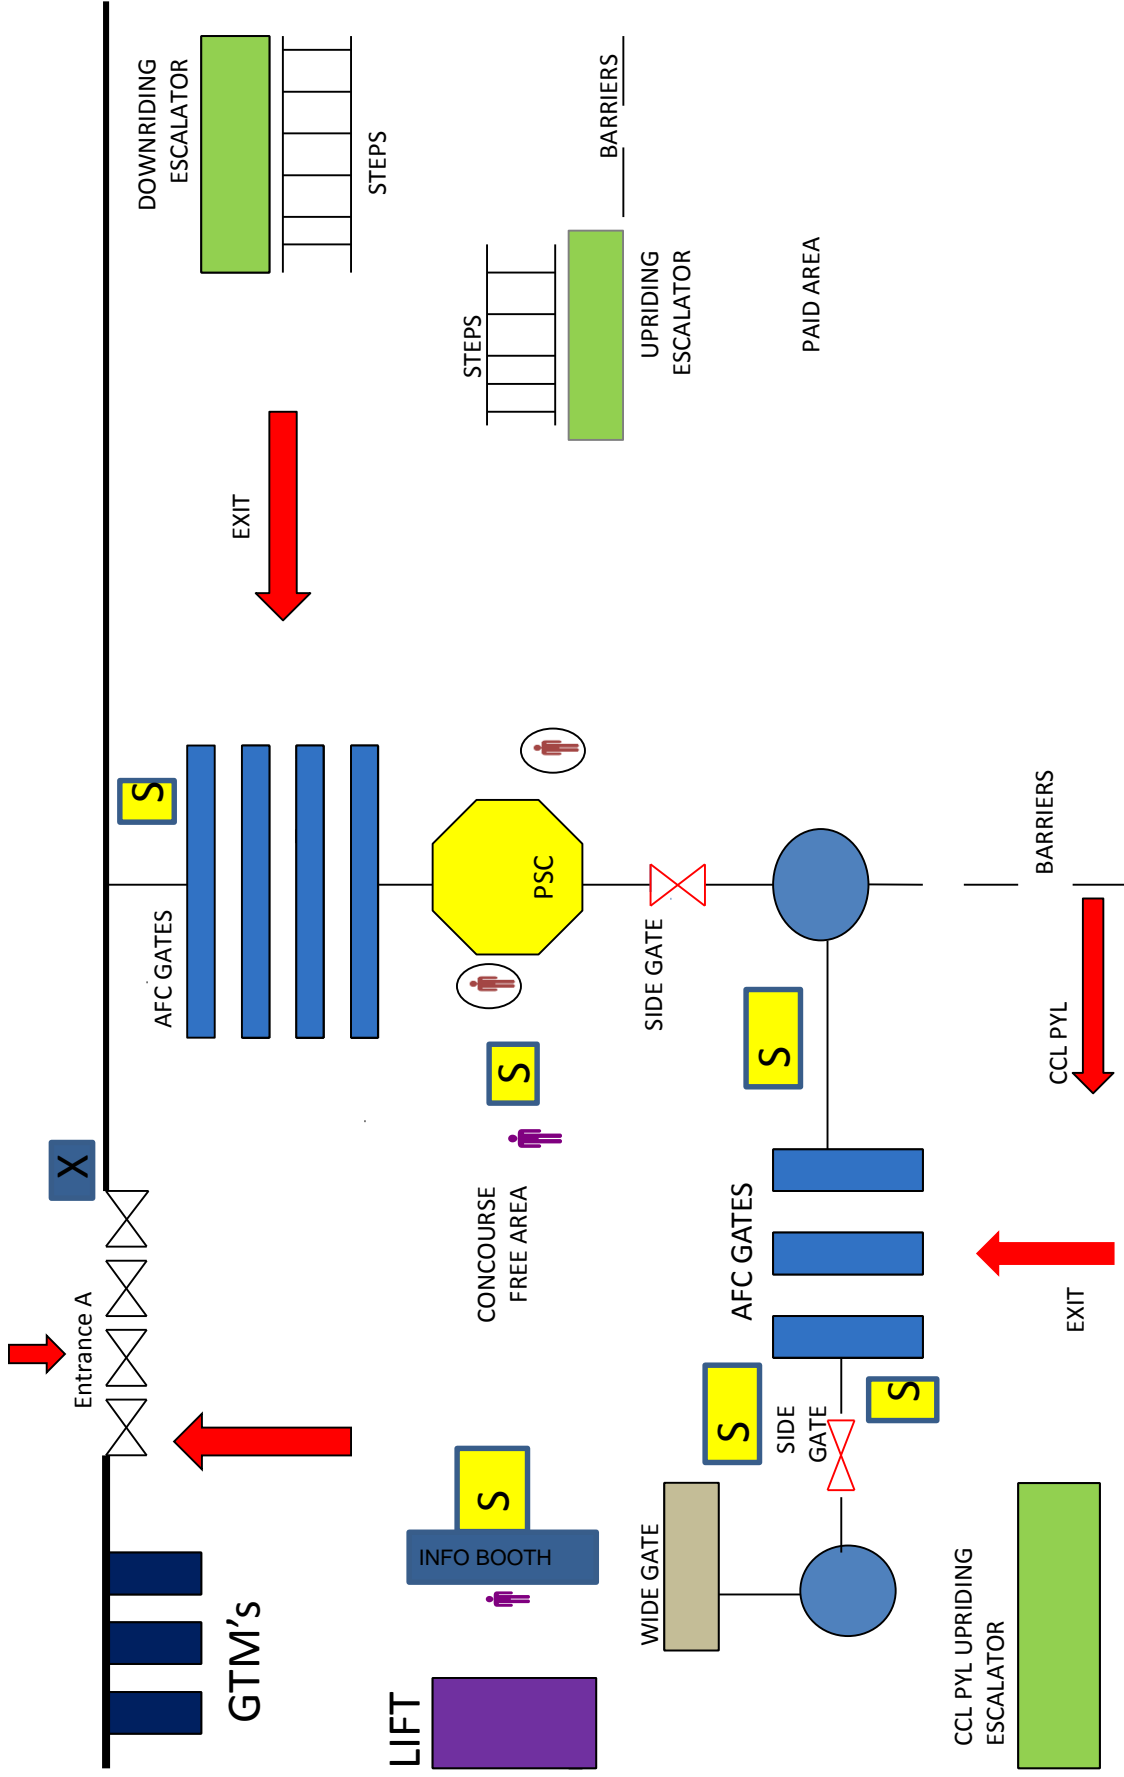 DOWNRIDING
ESCALATOR
STEPS
BARRIERS
STEPS
UPRIDING
ESCALATOR
PAID AREA
EXIT
S
AFC GATES
PSC
SIDE GATE
BARRIERS
CCL PYL
S
S
X
Entrance A
CONCOURSE
FREE AREA
AFC GATES
EXIT
S
SIDE
GATE
S
S
INFO BOOTH
WIDE GATE
GTM's
LIFT
CCL PYL UPRIDING
ESCALATOR